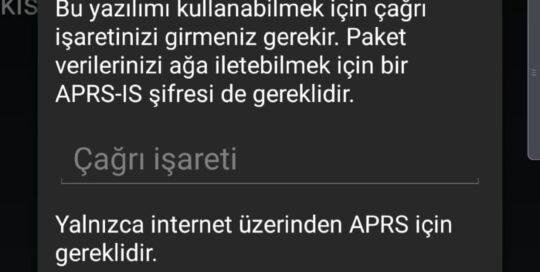 kis
Bu yazılımı kullanabilmek için çağrı
işaretinizi girmeniz gerekir. Paket
verilerinizi ağa iletebilmek için bir
APRS-IS şifresi de gereklidir.
Çağrı işareti
Yalnızca internet üzerinden APRS için
gereklidir.